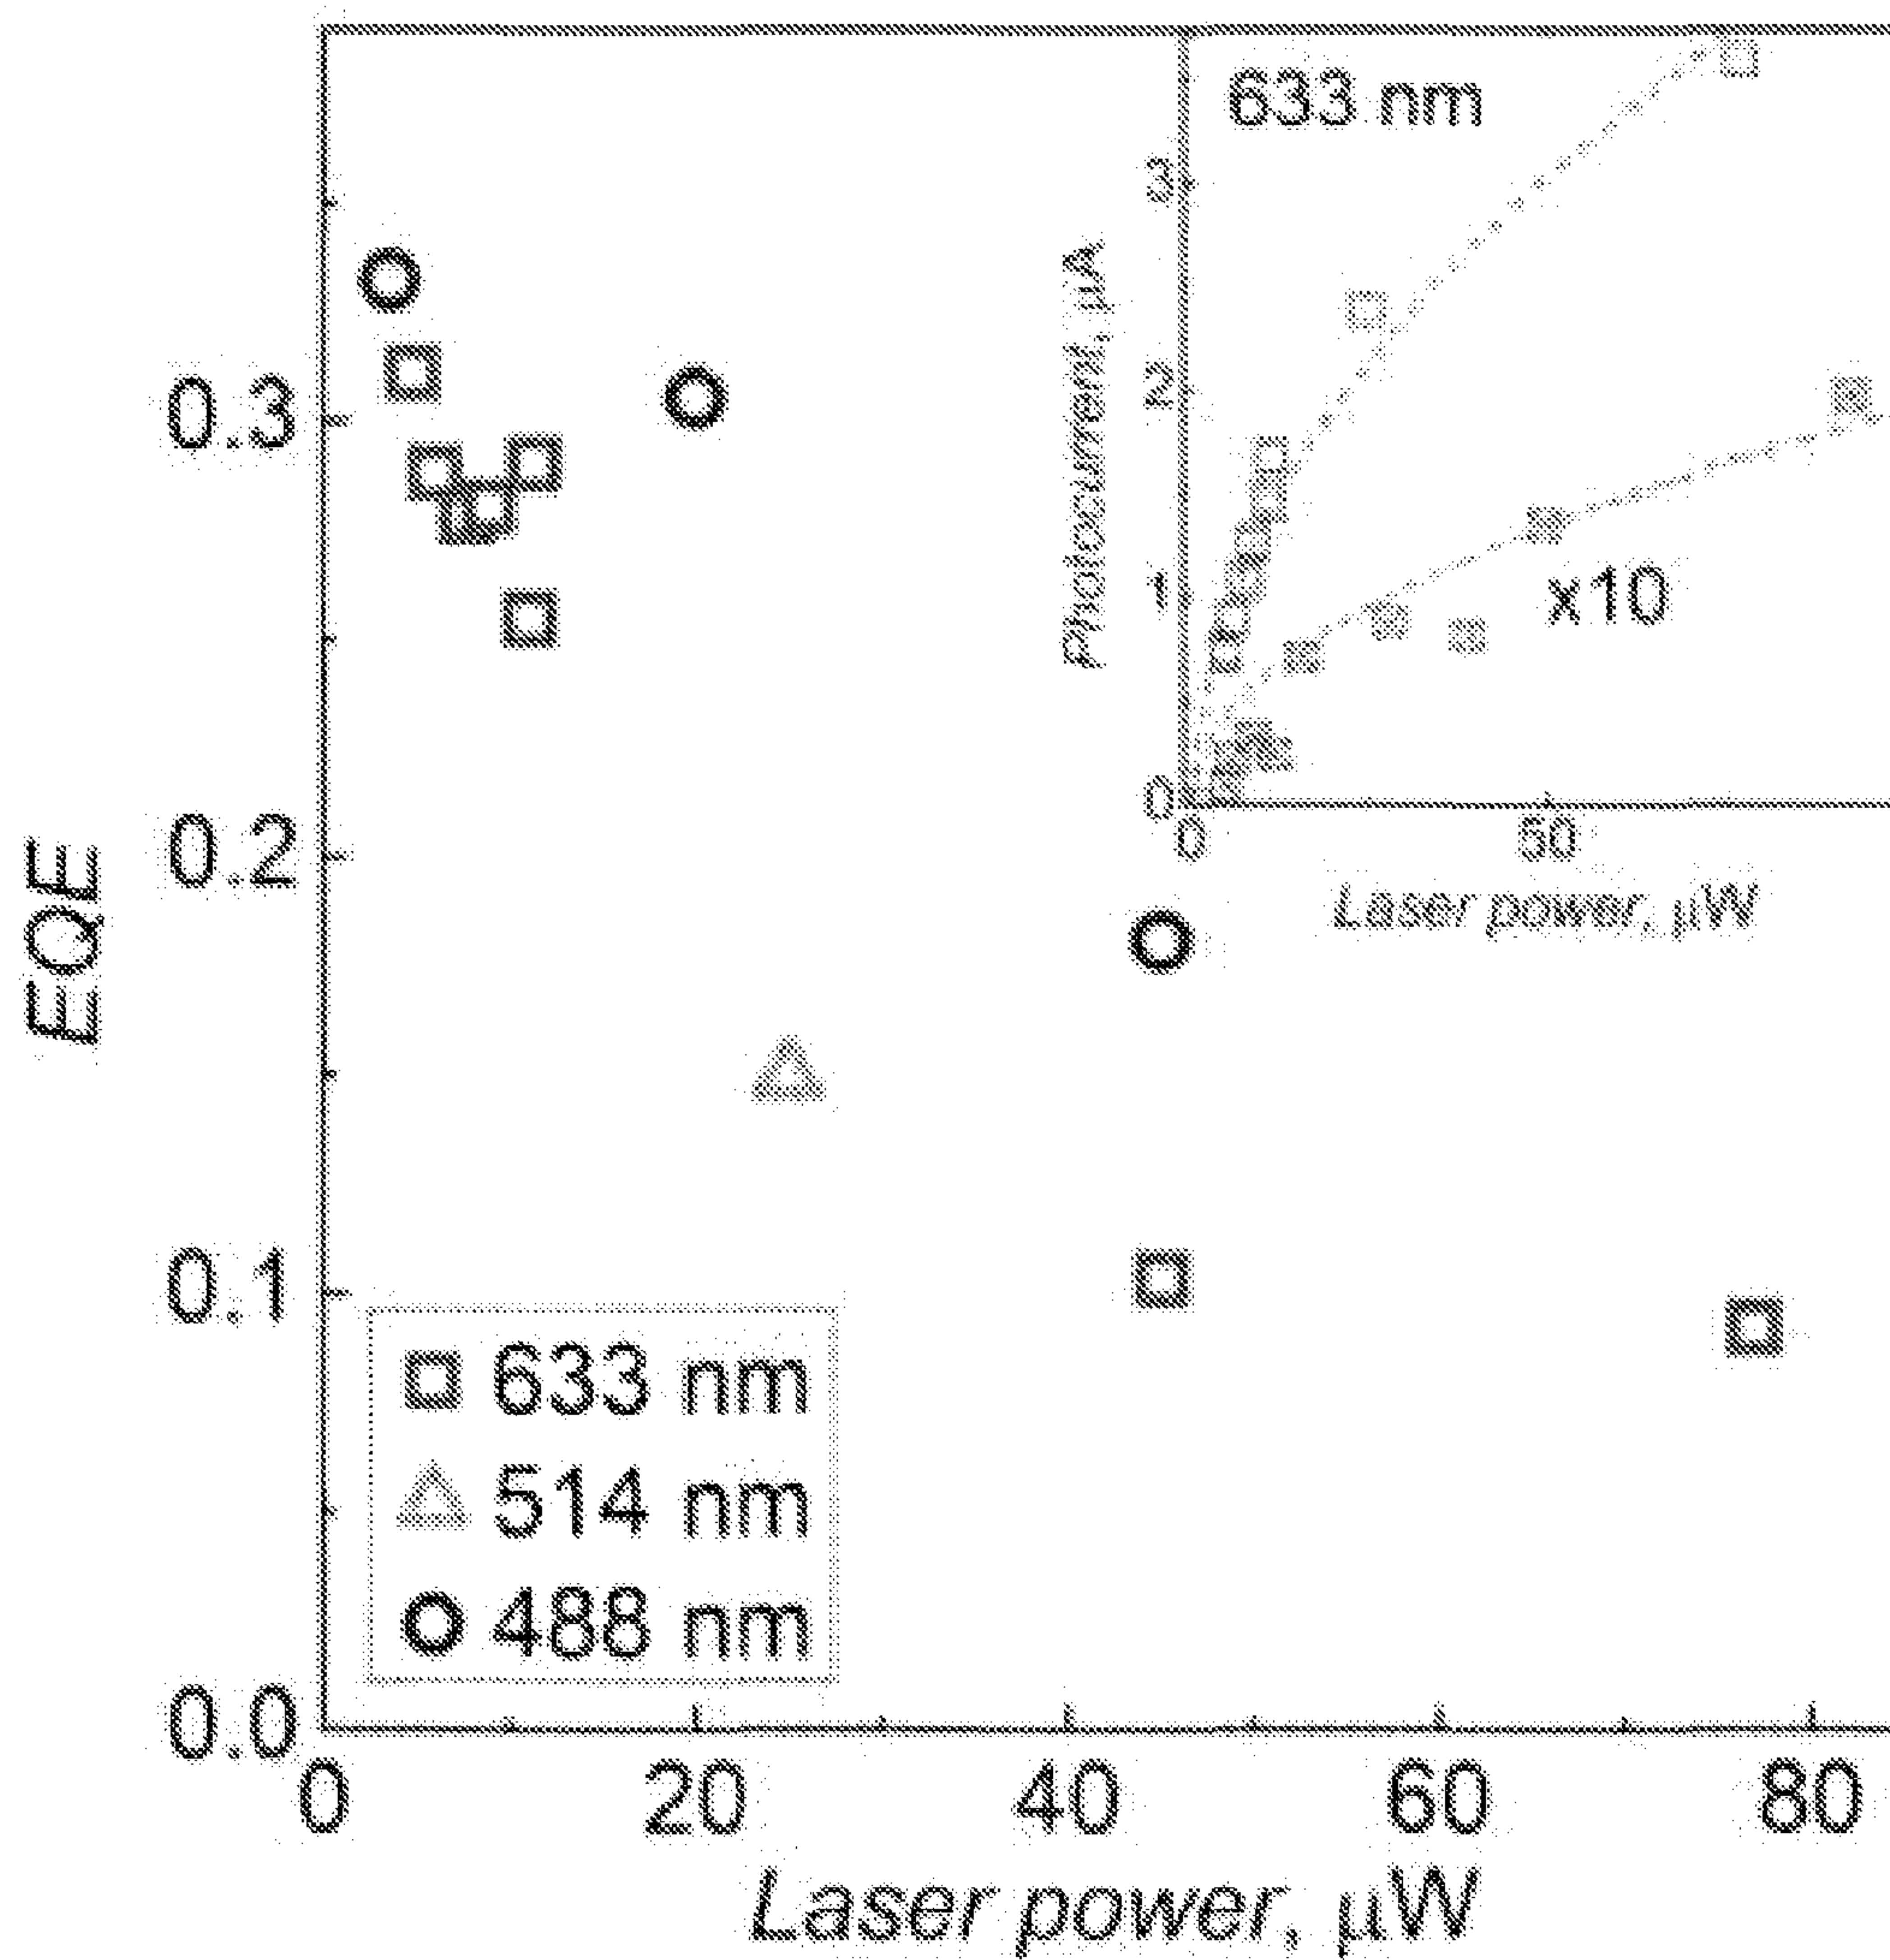 633 nm
3
2
1
0
Photocurrent, μA
x10
0 50
Laser power, μW
0.3
0.2
0.1
0.0
EQE
633 nm
514 nm
488 nm
0 20 40 60 80
Laser power, μW